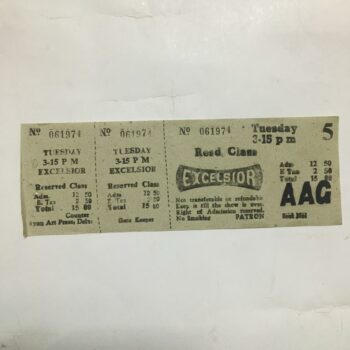 Nº 061974
TUESDAY
3-15 P M
EXCELSIOR
Reserved Class
Adm. 12 50
E. Tax 2 50
Total 15 00
Counter
Art Press, Delhi
Nº 061974
TUESDAY
3-15 P M
EXCELSIOR
Reserved Class
Adm. 12 50
E. Tax 2 50
Total 15 00
Gate Keeper
Nº 061974
Tuesday 5
3-15 p m
Resd. Class
EXCELSIOR
Adm 12 50
E Tax 2 50
Total 15 00
AAG
Not transferable or refundable
Keep it till the show is over.
Right of Admission reserved.
No Smoking PATRON